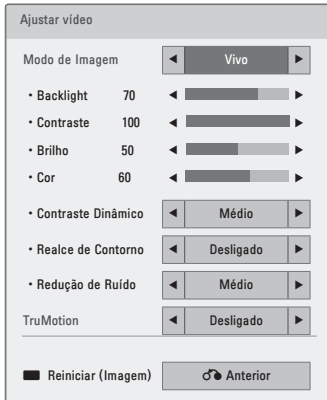 Ajustar vídeo
Modo de Imagem Vivo
• Backlight 70
• Contraste 100
• Brilho 50
• Cor 60
• Contraste Dinâmico Médio
• Realce de Contorno Desligado
• Redução de Ruído Médio
TruMotion Desligado
Reiniciar (Imagem) Anterior